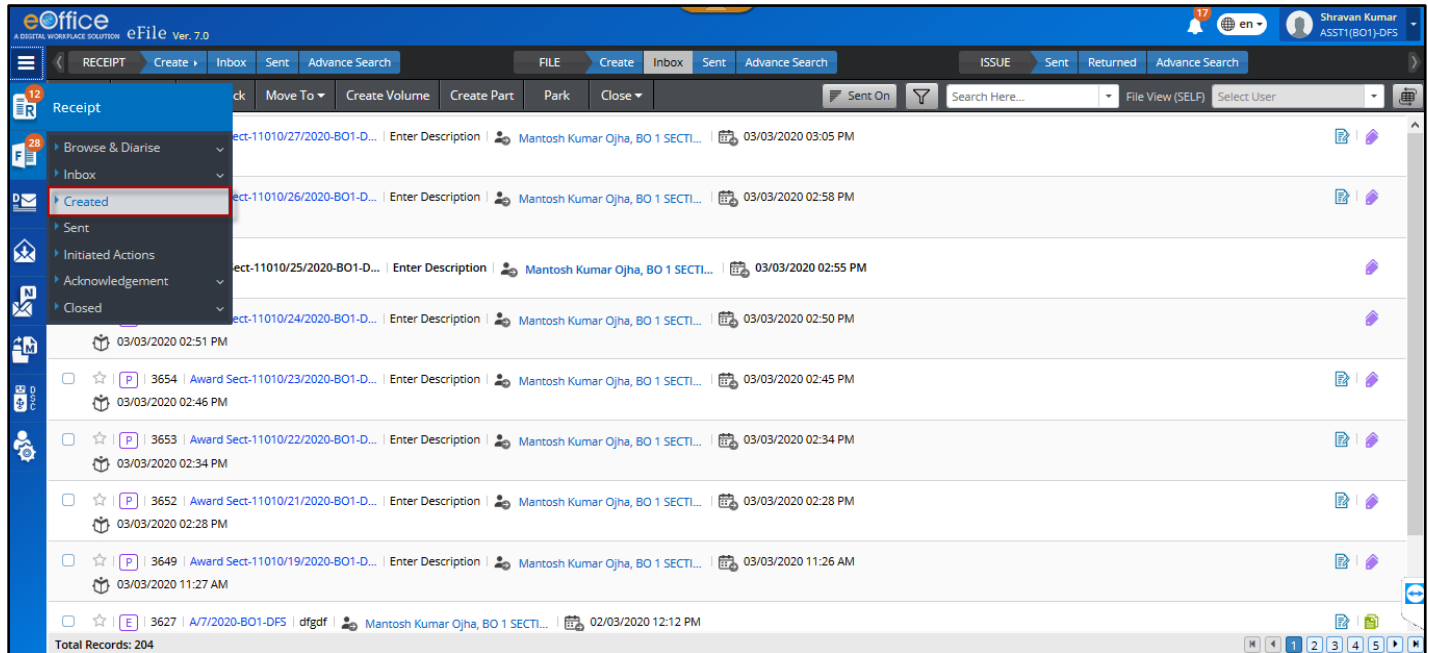 eOffice
A DIGITAL WORKPLACE SOLUTION eFile Ver. 7.0
17 en Shravan Kumar
ASST1(BO1)-DFS
RECEIPT Create Inbox Sent Advance Search FILE Create Inbox Sent Advance Search ISSUE Sent Returned Advance Search
12 R Receipt ck Move To Create Volume Create Part Park Close Sent On Search Here... File View (SELF) Select User
28 F Browse & Diarise ect-11010/27/2020-BO1-D... Enter Description Mantosh Kumar Ojha, BO 1 SECTI... 03/03/2020 03:05 PM
Inbox
D Created ect-11010/26/2020-BO1-D... Enter Description Mantosh Kumar Ojha, BO 1 SECTI... 03/03/2020 02:58 PM
Sent
Initiated Actions
ect-11010/25/2020-BO1-D... Enter Description Mantosh Kumar Ojha, BO 1 SECTI... 03/03/2020 02:55 PM
N Acknowledgement
Closed
ect-11010/24/2020-BO1-D... Enter Description Mantosh Kumar Ojha, BO 1 SECTI... 03/03/2020 02:50 PM
M 03/03/2020 02:51 PM
P 3654 Award Sect-11010/23/2020-BO1-D... Enter Description Mantosh Kumar Ojha, BO 1 SECTI... 03/03/2020 02:45 PM
DSC 03/03/2020 02:46 PM
P 3653 Award Sect-11010/22/2020-BO1-D... Enter Description Mantosh Kumar Ojha, BO 1 SECTI... 03/03/2020 02:34 PM
03/03/2020 02:34 PM
P 3652 Award Sect-11010/21/2020-BO1-D... Enter Description Mantosh Kumar Ojha, BO 1 SECTI... 03/03/2020 02:28 PM
03/03/2020 02:28 PM
P 3649 Award Sect-11010/19/2020-BO1-D... Enter Description Mantosh Kumar Ojha, BO 1 SECTI... 03/03/2020 11:26 AM
03/03/2020 11:27 AM
E 3627 A/7/2020-BO1-DFS dfgdf Mantosh Kumar Ojha, BO 1 SECTI... 02/03/2020 12:12 PM
Total Records: 204 1 2 3 4 5